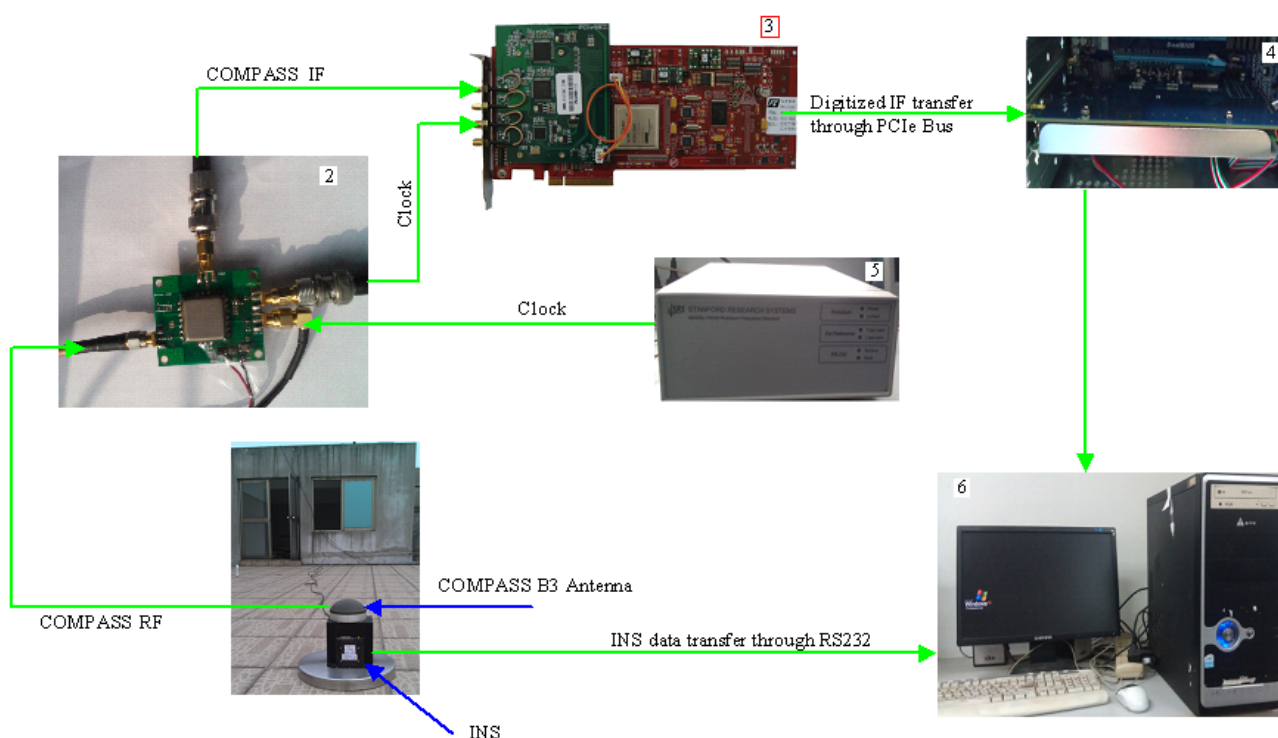 3
4
COMPASS IF
Digitized IF transfer
through PCIe Bus
2
Clock
5
STANFORD RESEARCH SYSTEMS
Clock
6
COMPASS B3 Antenna
COMPASS RF
INS data transfer through RS232
INS